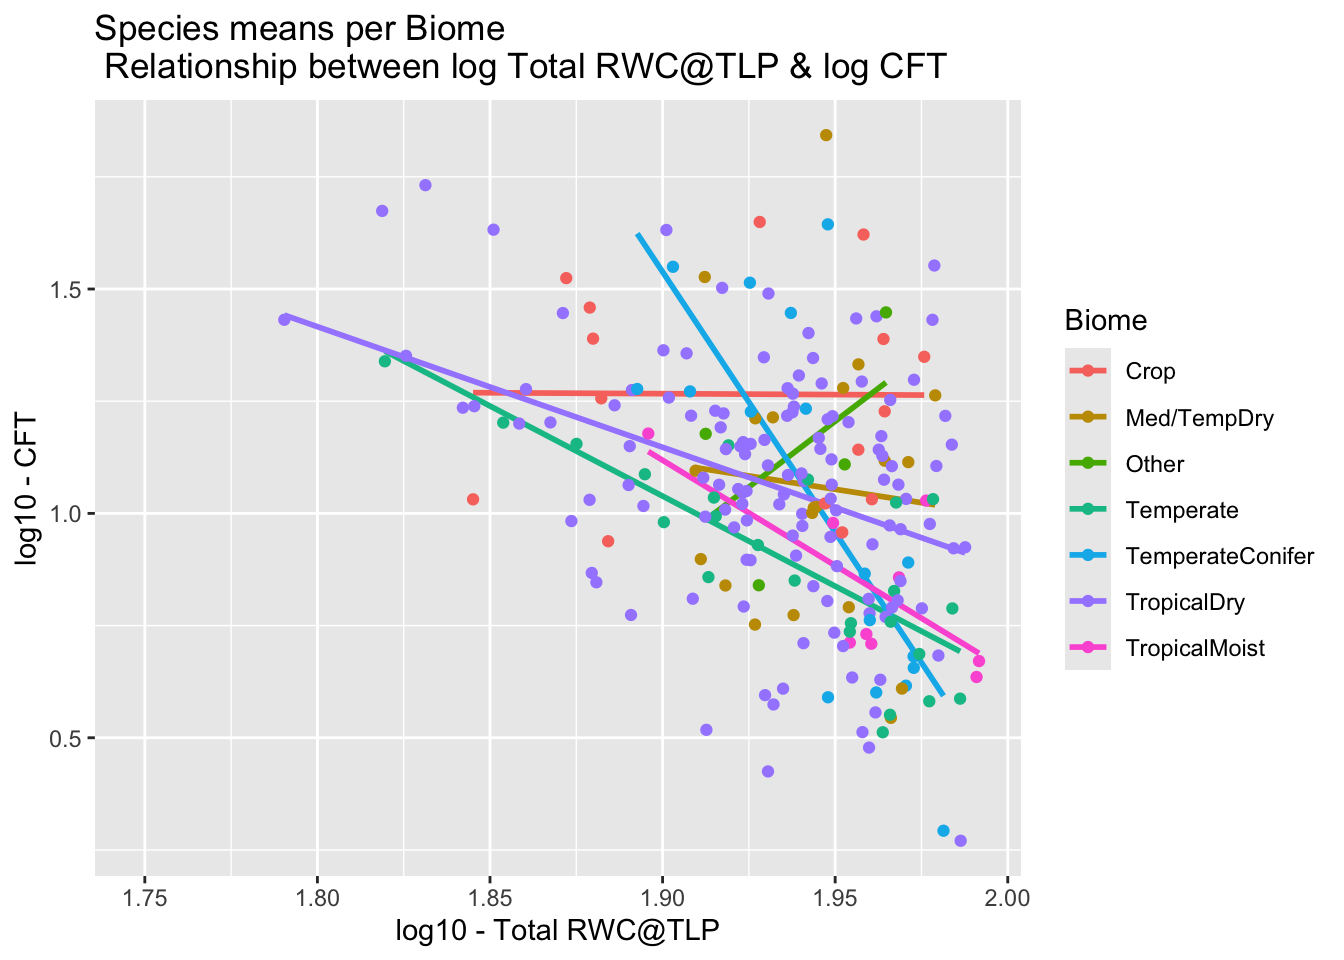 Species means per Biome
Relationship between log Total RWC@TLP & log CFT
log10 - CFT
1.5
1.0
0.5
1.75 1.80 1.85 1.90 1.95 2.00
log10 - Total RWC@TLP
Biome
Crop
Med/TempDry
Other
Temperate
TemperateConifer
TropicalDry
TropicalMoist